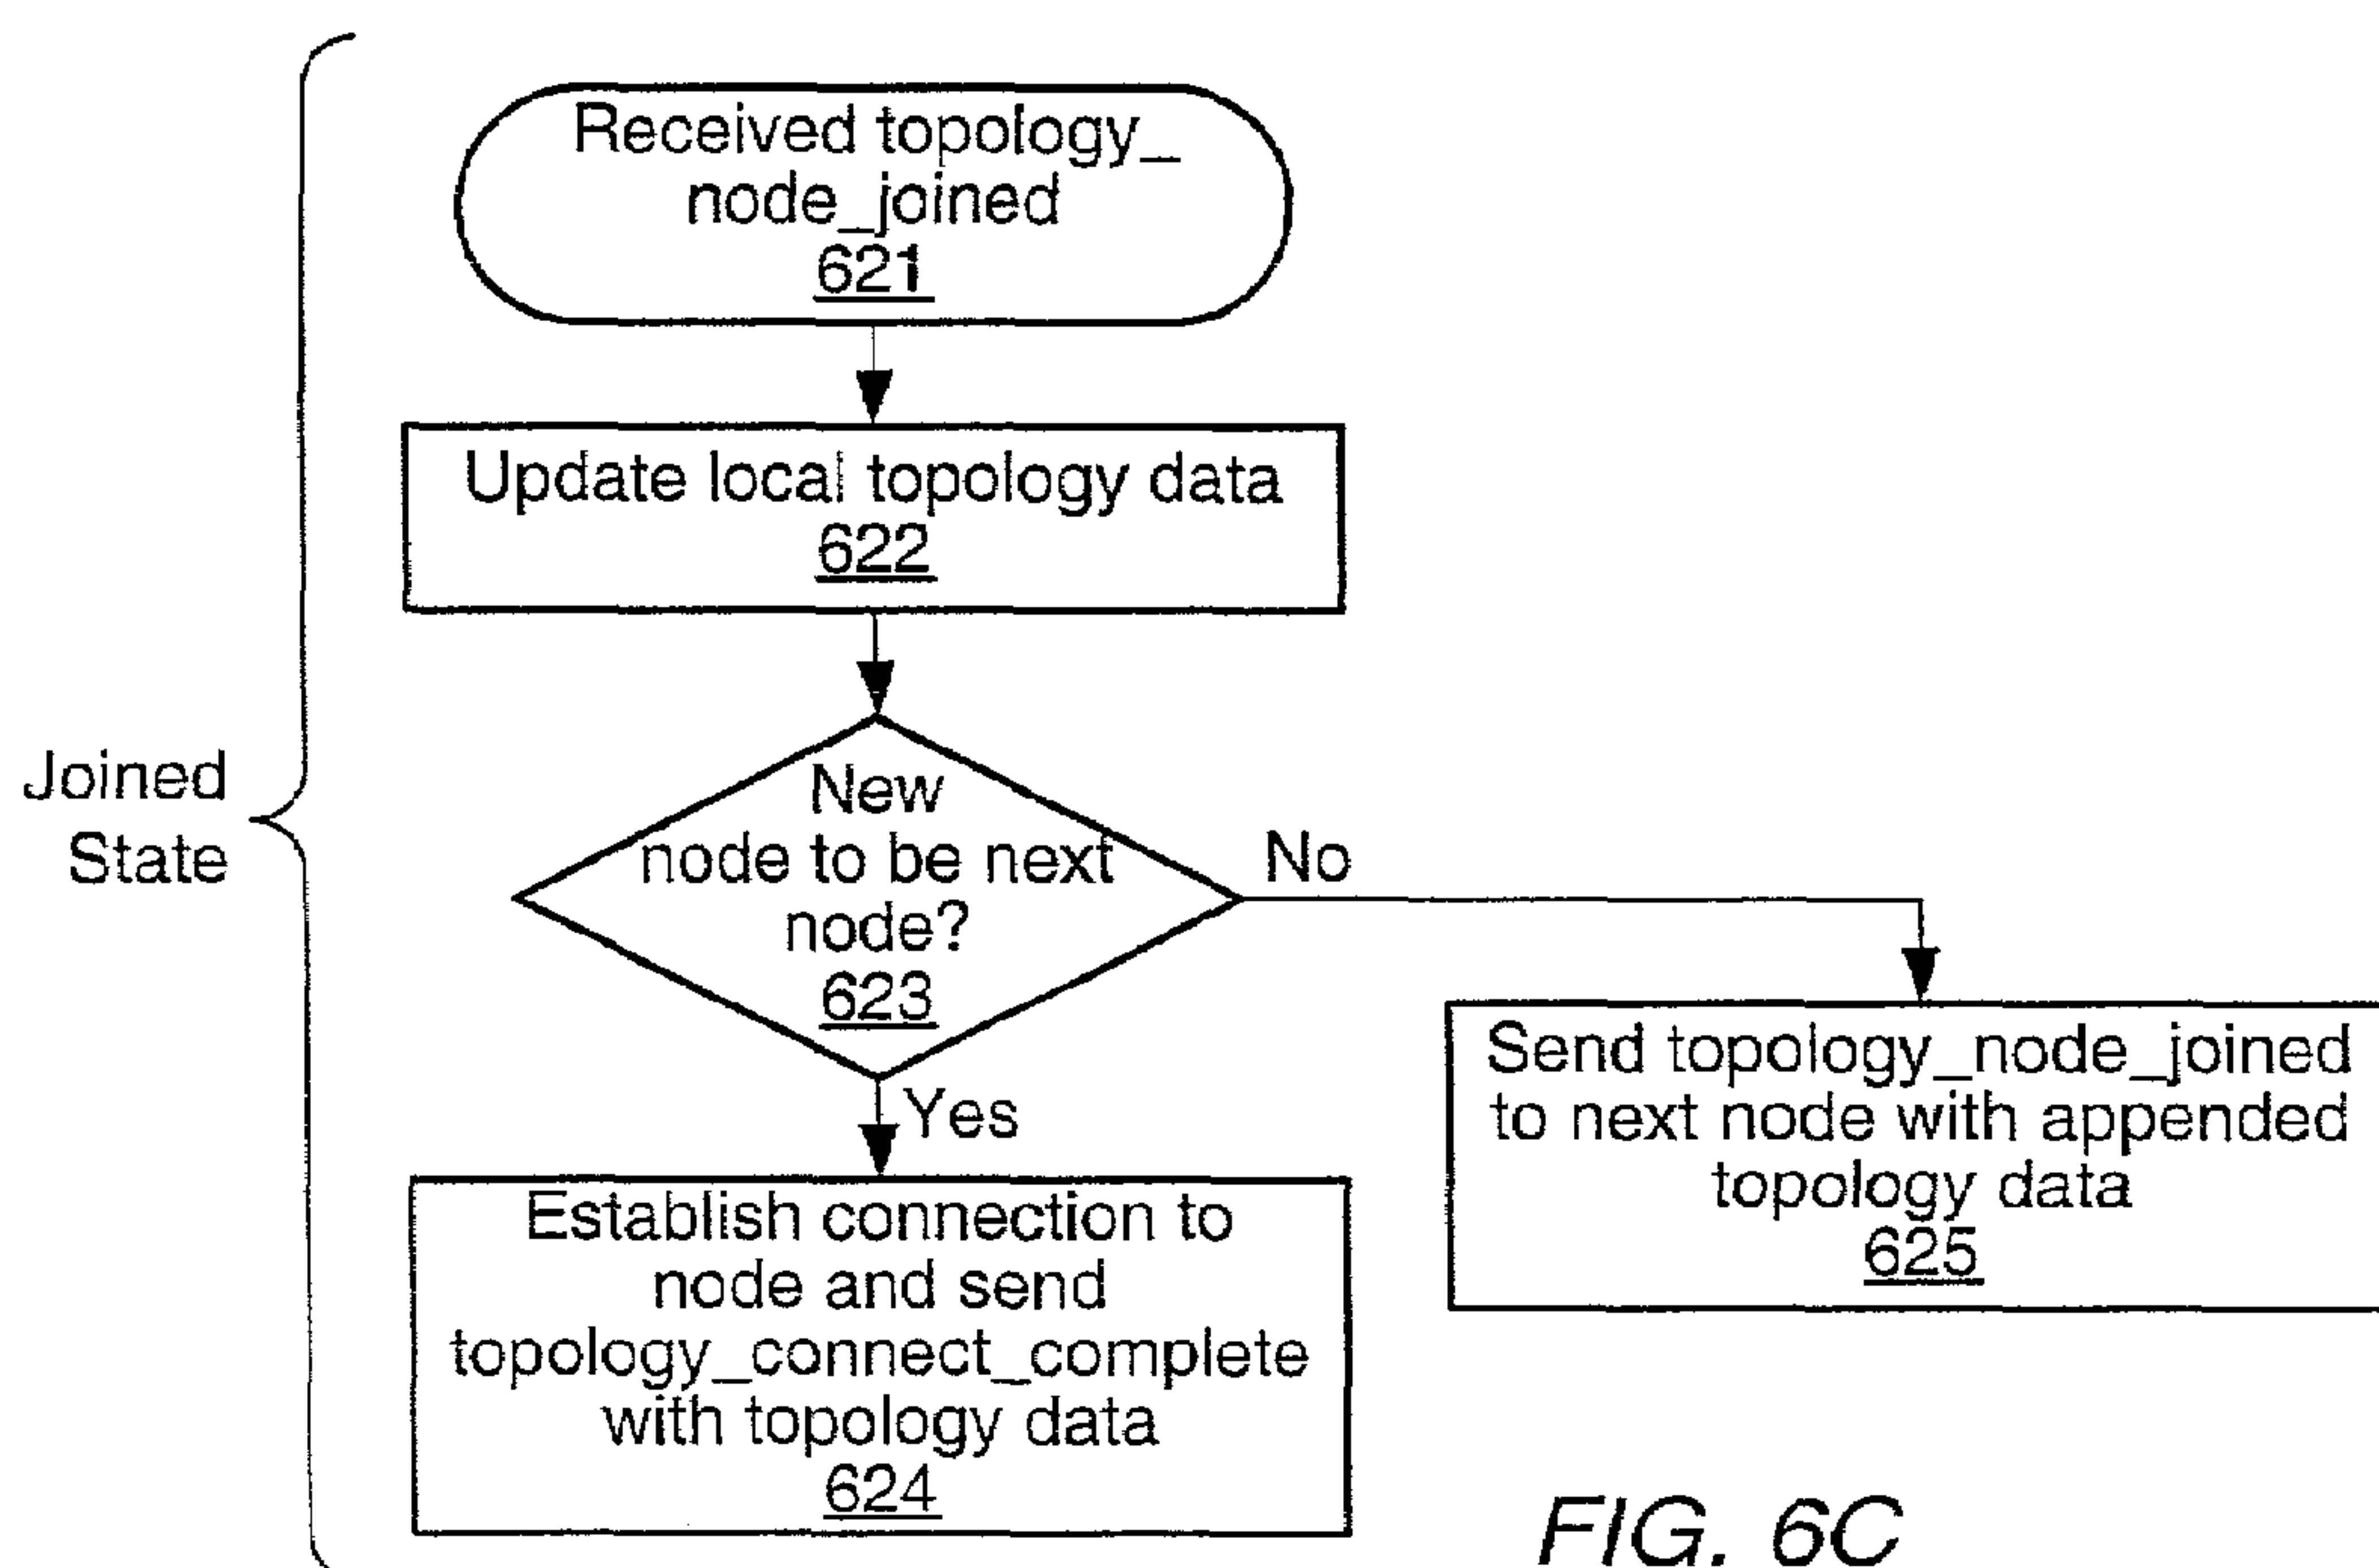 Received topology_
node_joined
621
Update local topology data
622
Joined
State
New
node to be next
node?
623
No
Yes
Send topology_node_joined
to next node with appended
topology data
625
Establish connection to
node and send
topology_connect_complete
with topology data
624
FIG. 6C